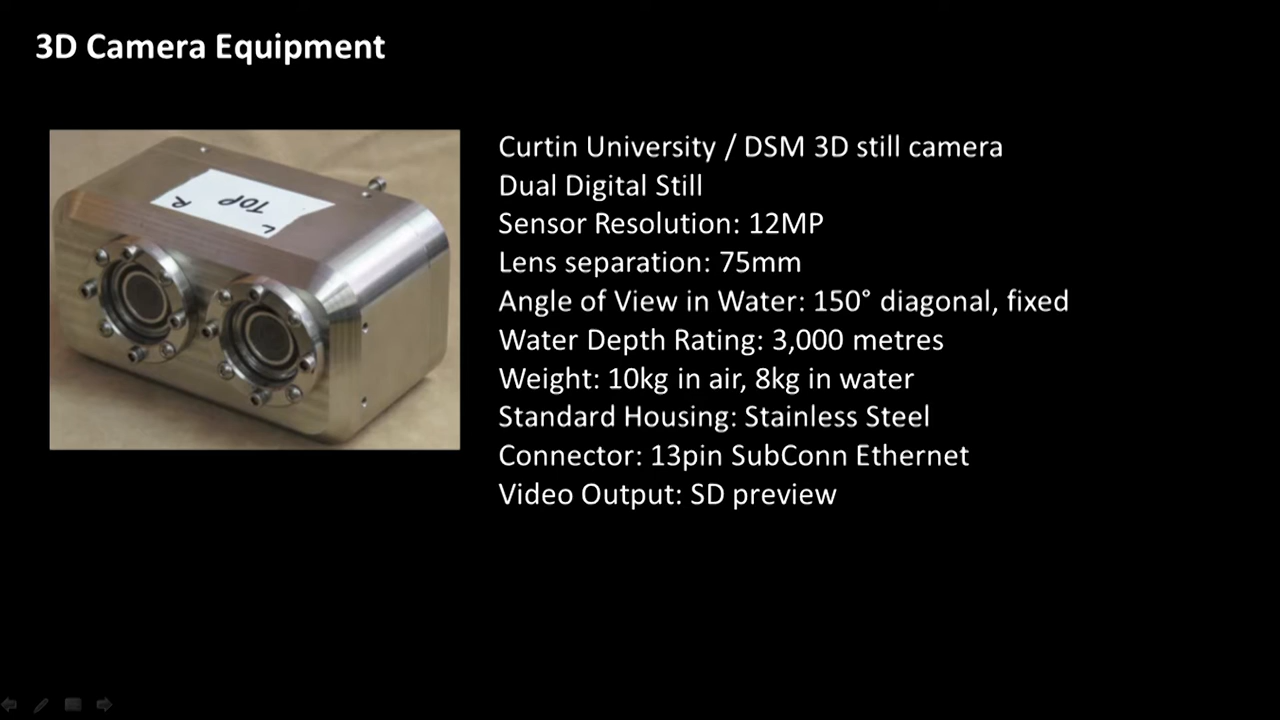 3D Camera Equipment
R TOP L
Curtin University / DSM 3D still camera
Dual Digital Still
Sensor Resolution: 12MP
Lens separation: 75mm
Angle of View in Water: 150° diagonal, fixed
Water Depth Rating: 3,000 metres
Weight: 10kg in air, 8kg in water
Standard Housing: Stainless Steel
Connector: 13pin SubConn Ethernet
Video Output: SD preview